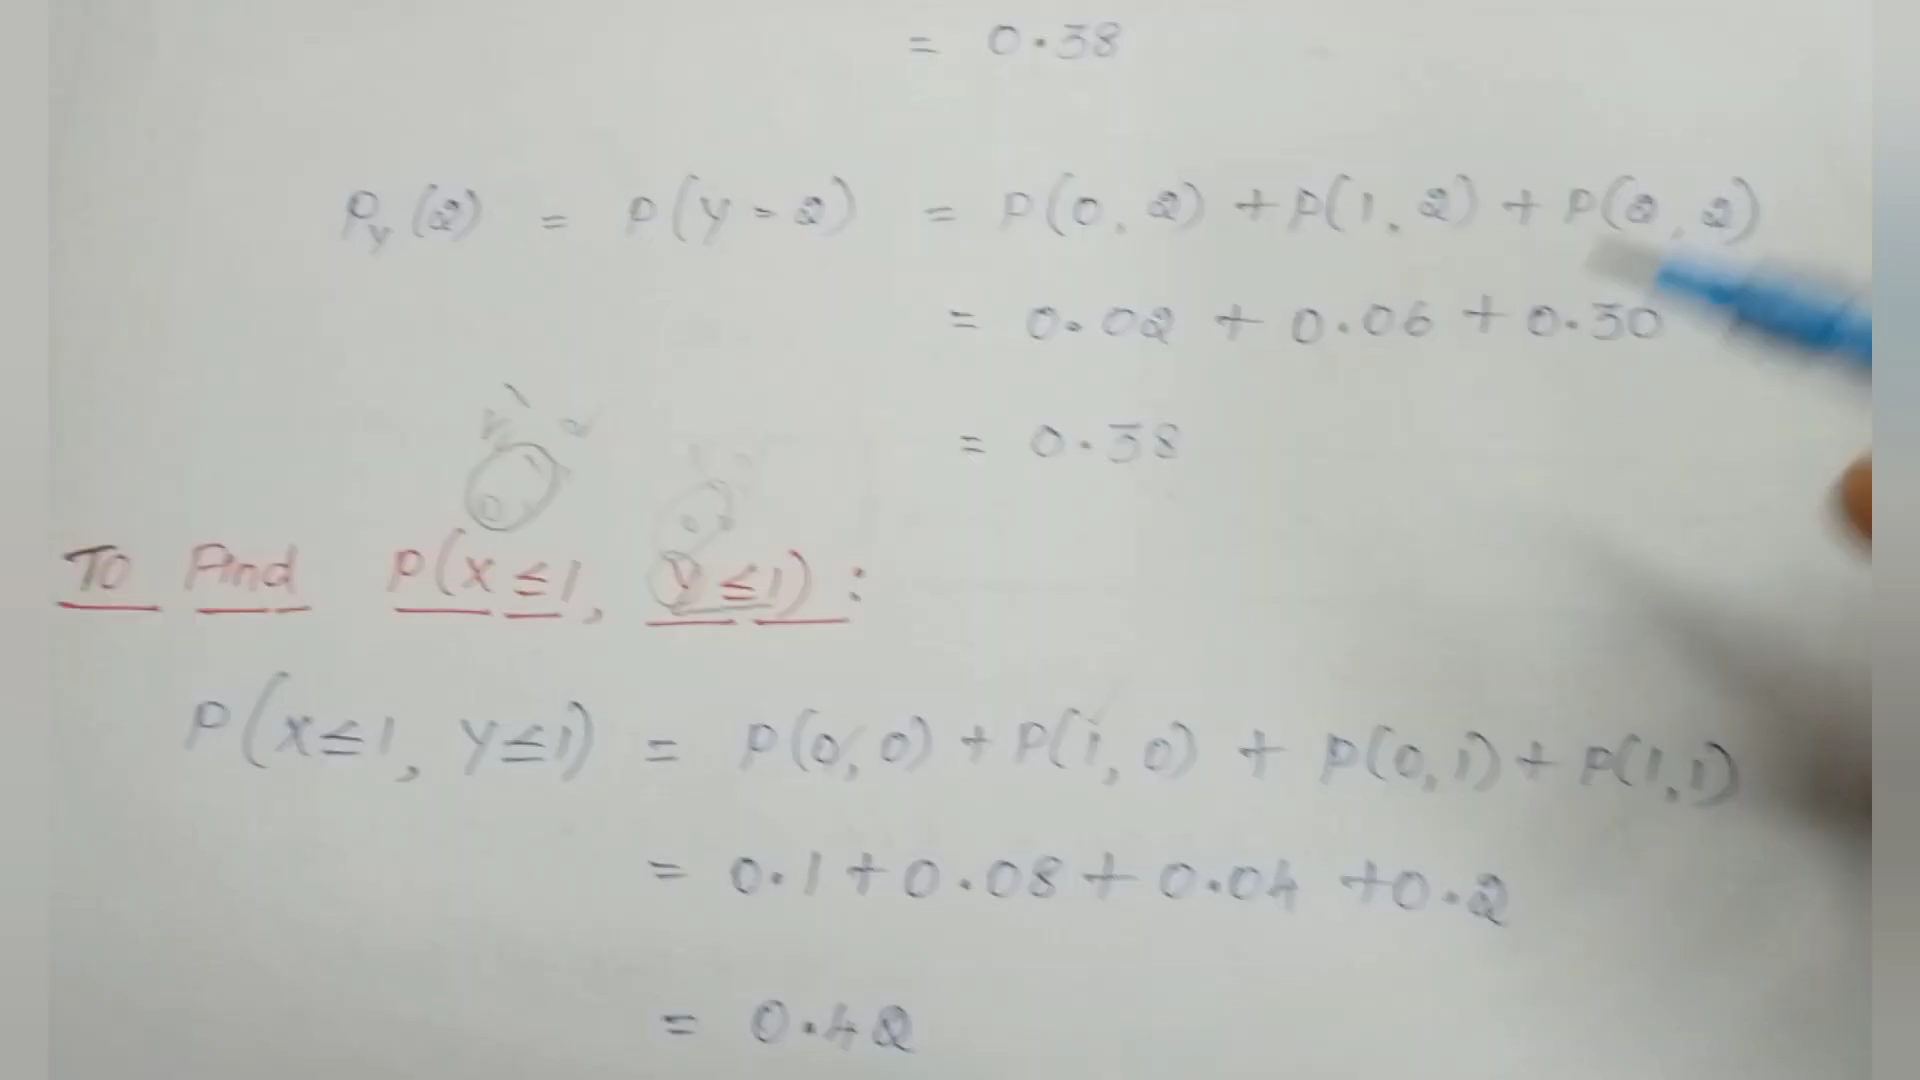 = 0.38
Py(2) = P(Y = 2) = P(0, 2) + P(1, 2) + P(2, 2)
= 0.02 + 0.06 + 0.30
= 0.38
To Find P(X ≤ 1, Y ≤ 1) :
P(X ≤ 1, Y ≤ 1) = P(0, 0) + P(1, 0) + P(0, 1) + P(1, 1)
= 0.1 + 0.08 + 0.04 + 0.2
= 0.42